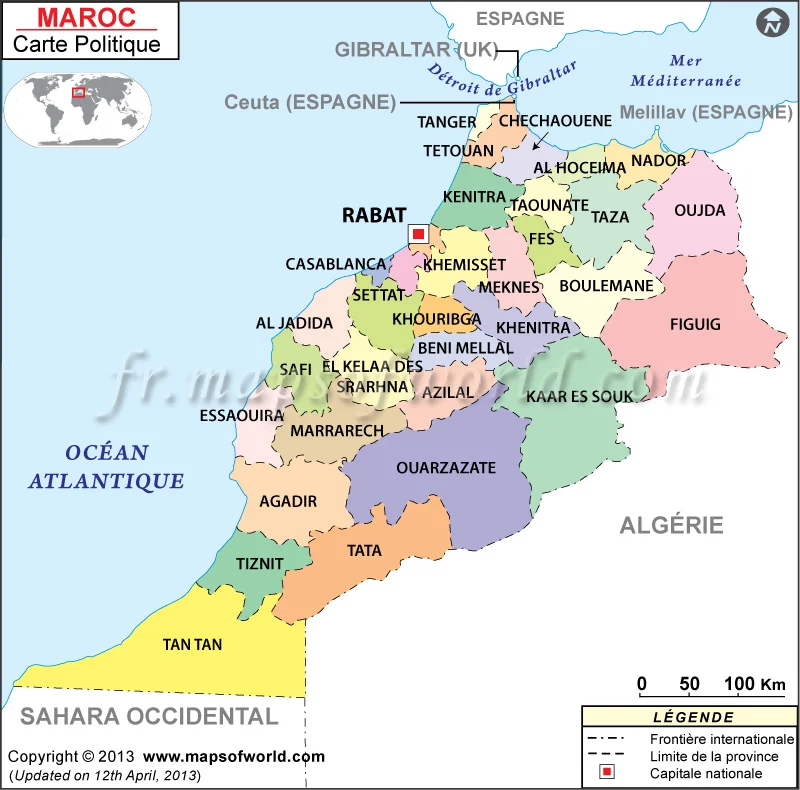 MAROC
Carte Politique
ESPAGNE
GIBRALTAR (UK)
Détroit de Gibraltar
Mer
Méditerranée
Ceuta (ESPAGNE)
Melillav (ESPAGNE)
TANGER
CHECHAOUENE
TETOUAN
AL HOCEIMA
NADOR
KENITRA
TAOUNATE
TAZA
OUJDA
RABAT
FES
CASABLANCA
KHEMISSET
MEKNES
BOULEMANE
SETTAT
AL JADIDA
KHOURIBGA
KHENITRA
FIGUIG
BENI MELLAL
SAFI
EL KELAA DES
SRARHNA
AZILAL
KAAR ES SOUK
fr.mapsofworld.com
ESSAOUIRA
MARRARECH
OCÉAN
ATLANTIQUE
OUARZAZATE
AGADIR
ALGÉRIE
TATA
TIZNIT
TAN TAN
SAHARA OCCIDENTAL
0 50 100 Km
LÉGENDE
Frontière internationale
Limite de la province
Capitale nationale
Copyright © 2013 www.mapsofworld.com
(Updated on 12th April, 2013)
N